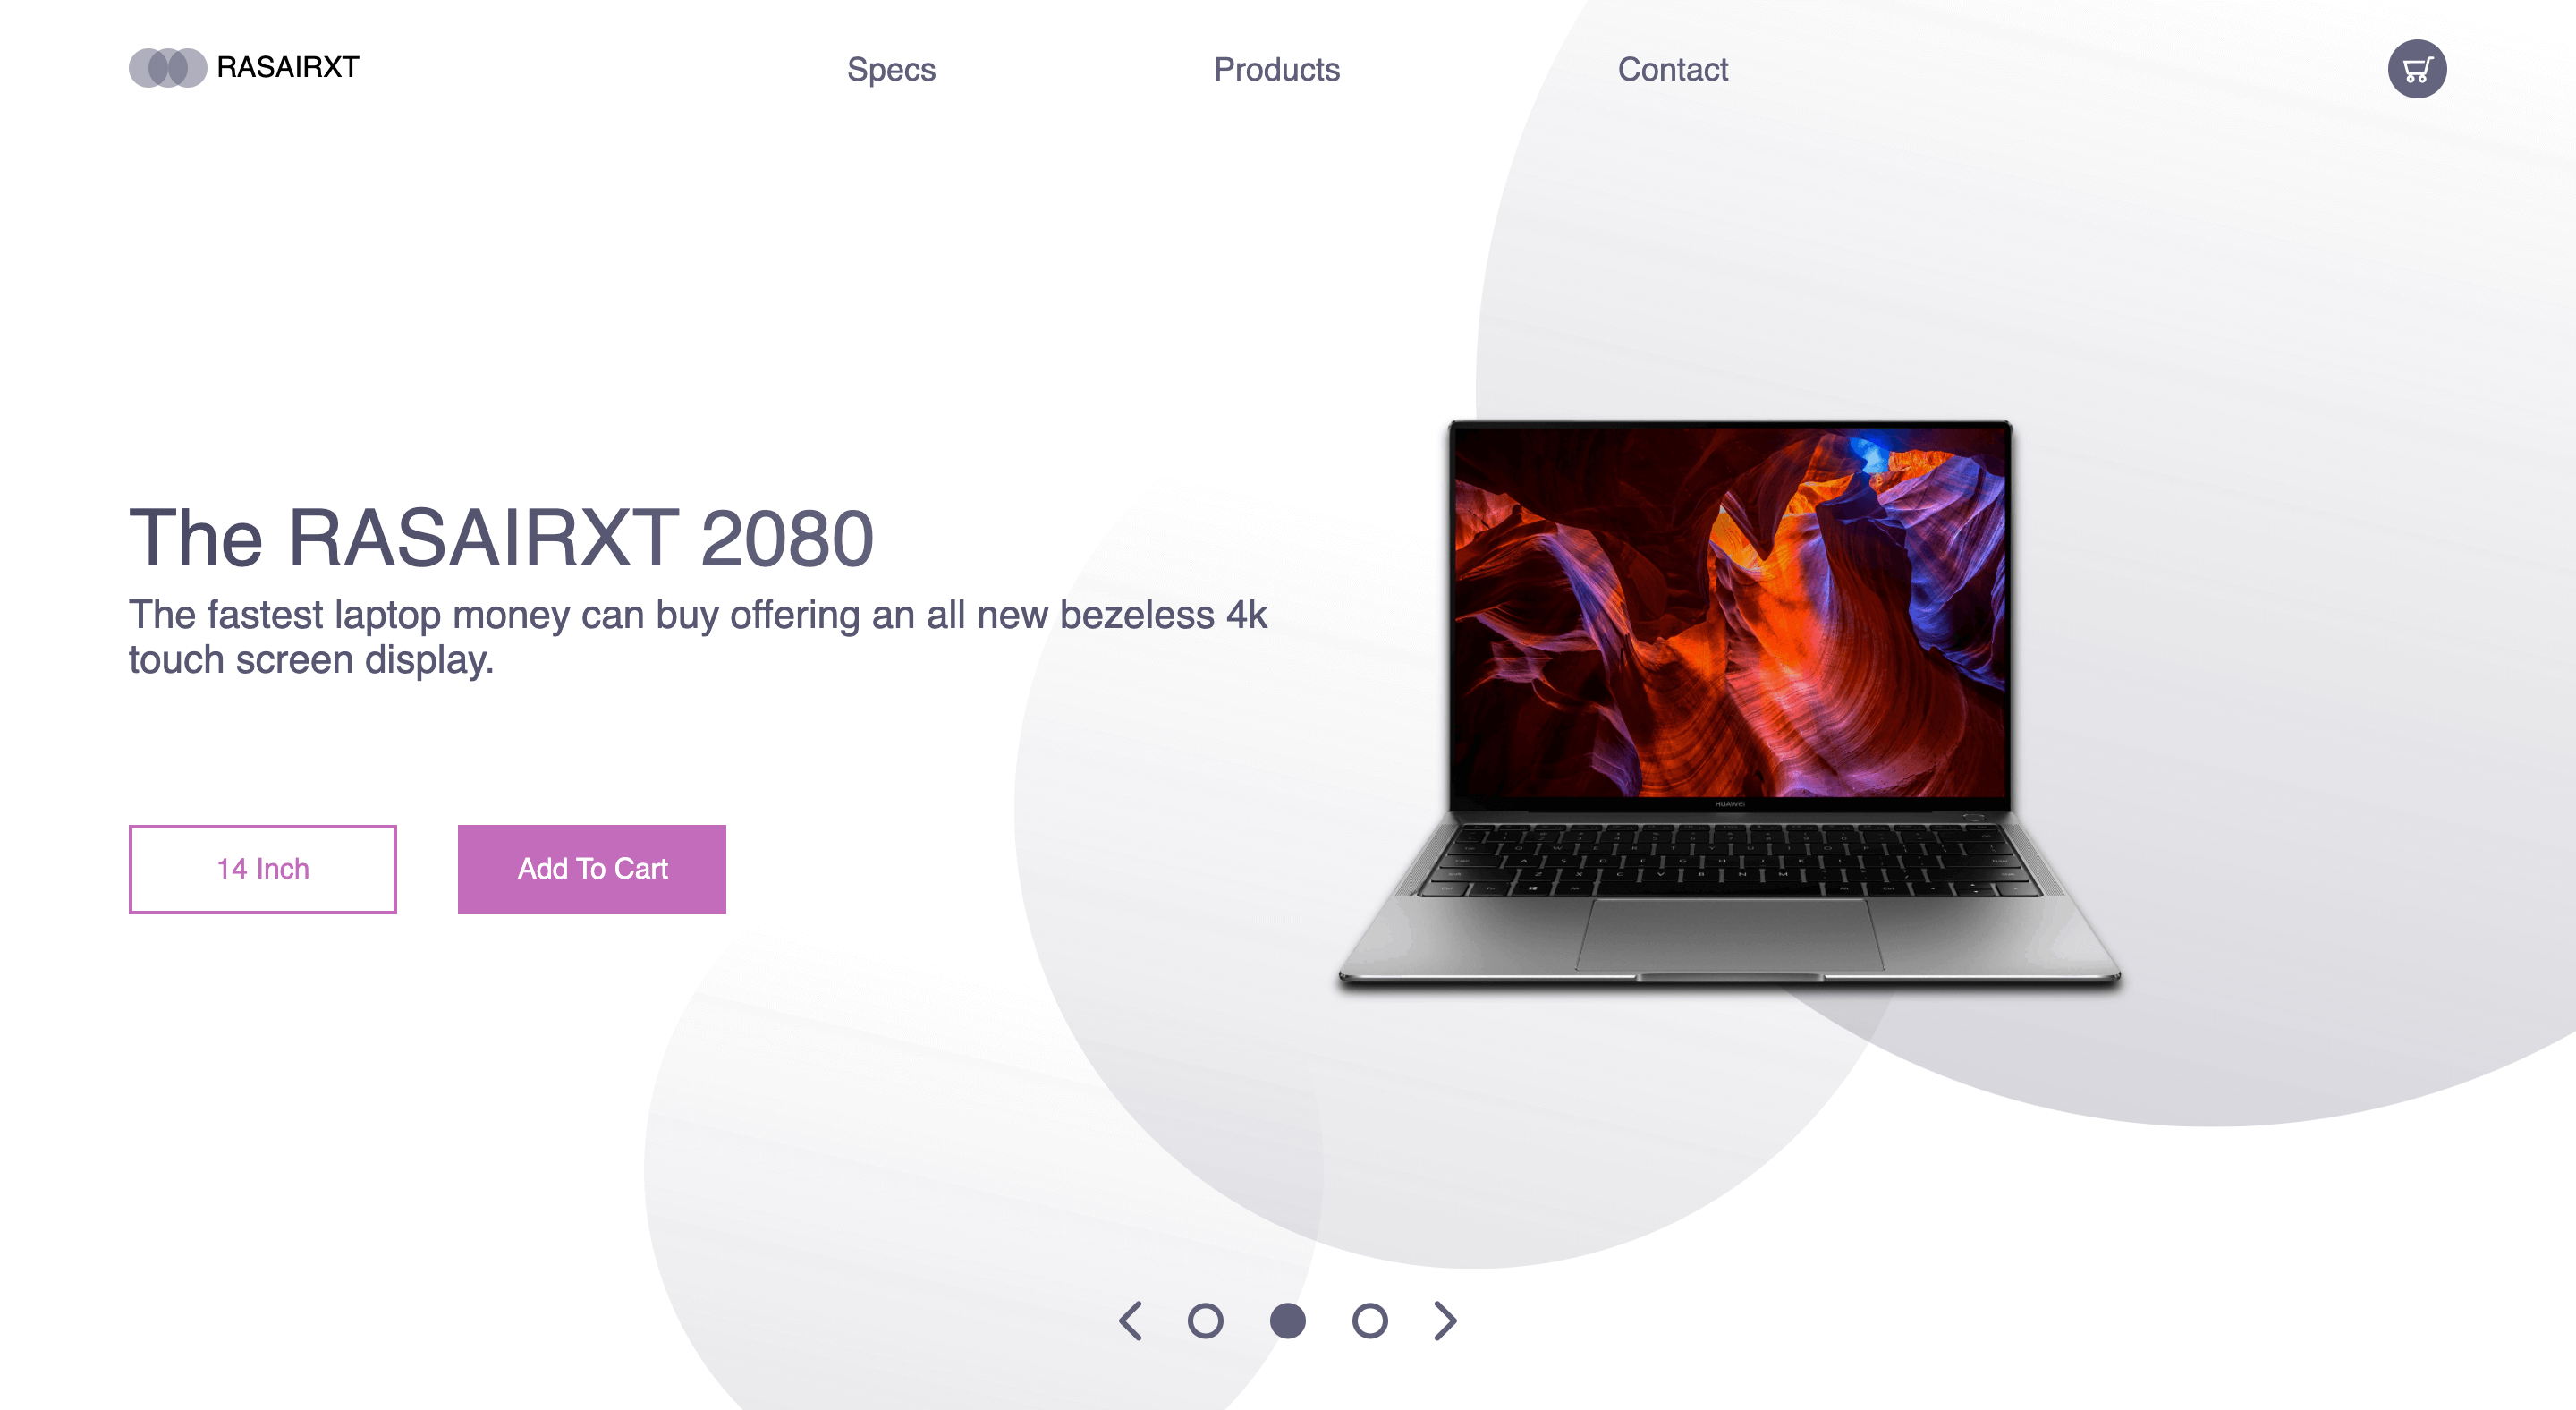 RASAIRXT
Specs
Products
Contact
The RASAIRXT 2080
The fastest laptop money can buy offering an all new bezeless 4k
touch screen display.
14 Inch
Add To Cart
HUAWEI